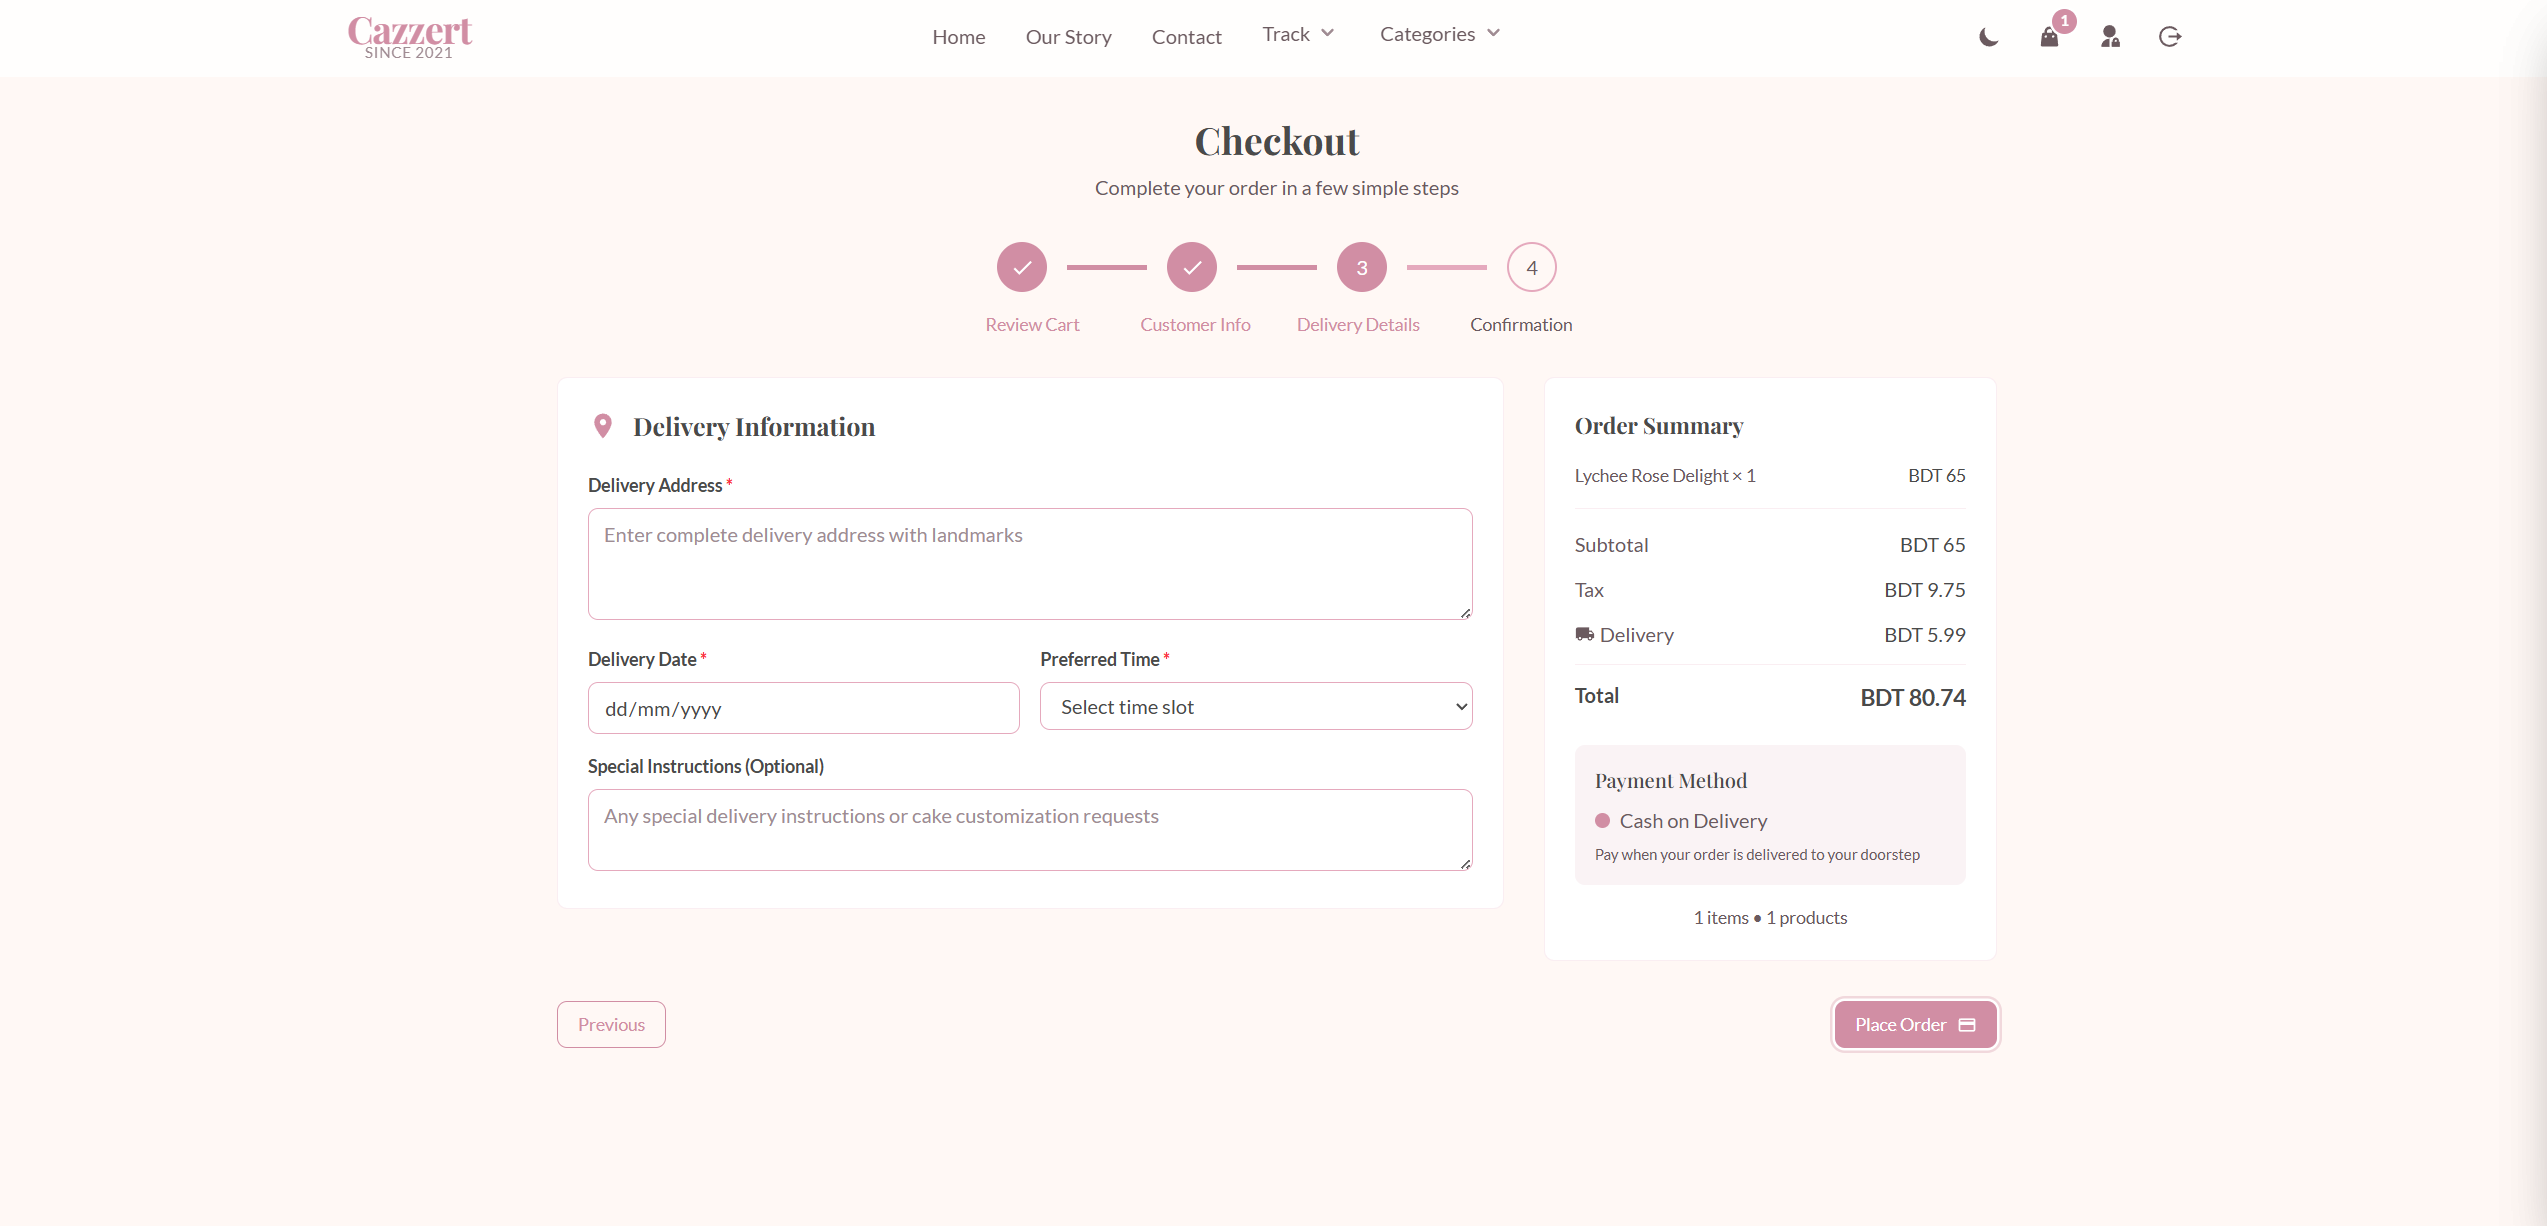 Cazzert
SINCE 2021
Home
Our Story
Contact
Track
Categories
1
Checkout
Complete your order in a few simple steps
3
4
Review Cart
Customer Info
Delivery Details
Confirmation
Delivery Information
Delivery Address *
Enter complete delivery address with landmarks
Delivery Date *
Preferred Time *
dd/mm/yyyy
Select time slot
Special Instructions (Optional)
Any special delivery instructions or cake customization requests
Order Summary
Lychee Rose Delight × 1 BDT 65
Subtotal BDT 65
Tax BDT 9.75
Delivery BDT 5.99
Total BDT 80.74
Payment Method
Cash on Delivery
Pay when your order is delivered to your doorstep
1 items • 1 products
Previous
Place Order